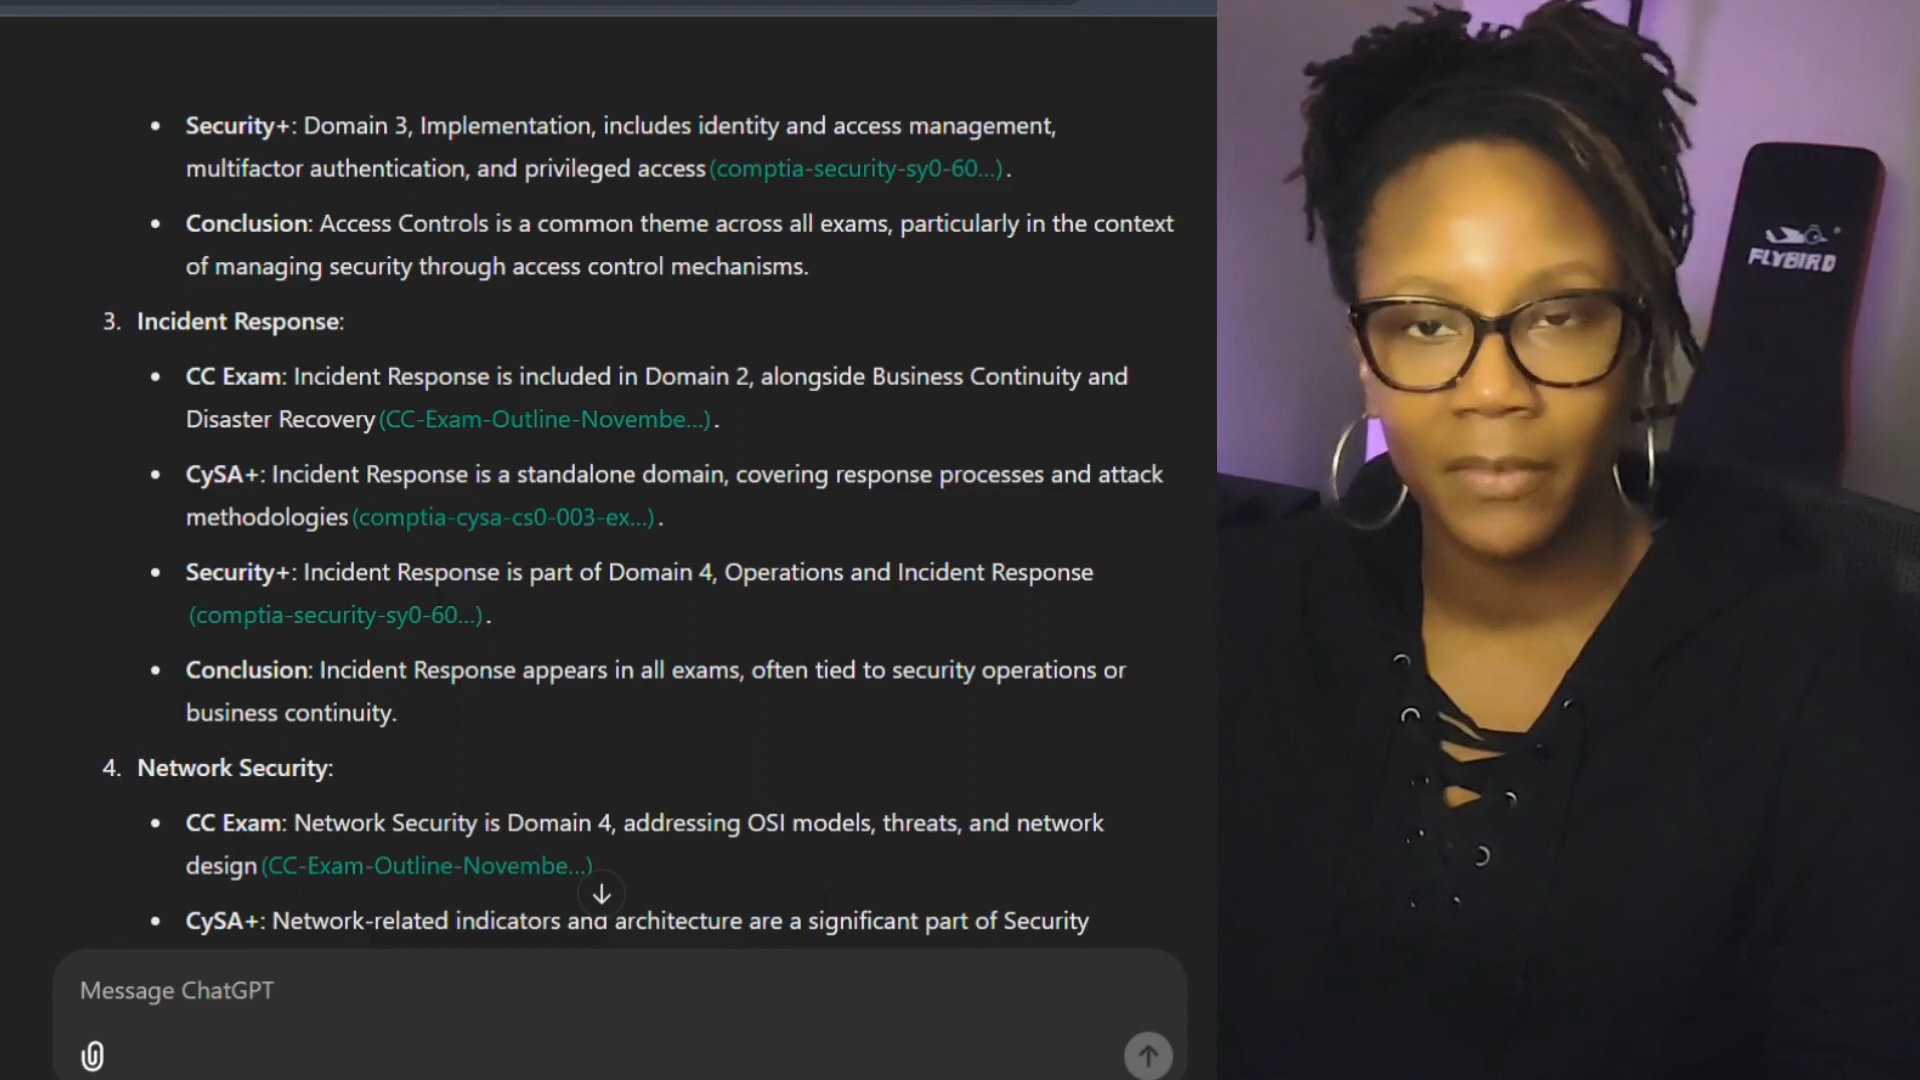 • Security+: Domain 3, Implementation, includes identity and access management,
multifactor authentication, and privileged access (comptia-security-sy0-60...).
• Conclusion: Access Controls is a common theme across all exams, particularly in the context
of managing security through access control mechanisms.
3. Incident Response:
• CC Exam: Incident Response is included in Domain 2, alongside Business Continuity and
Disaster Recovery (CC-Exam-Outline-Novembe...).
• CySA+: Incident Response is a standalone domain, covering response processes and attack
methodologies (comptia-cysa-cs0-003-ex...).
• Security+: Incident Response is part of Domain 4, Operations and Incident Response
(comptia-security-sy0-60...).
• Conclusion: Incident Response appears in all exams, often tied to security operations or
business continuity.
4. Network Security:
• CC Exam: Network Security is Domain 4, addressing OSI models, threats, and network
design (CC-Exam-Outline-Novembe...)
• CySA+: Network-related indicators and architecture are a significant part of Security
Message ChatGPT
FLYBIRD